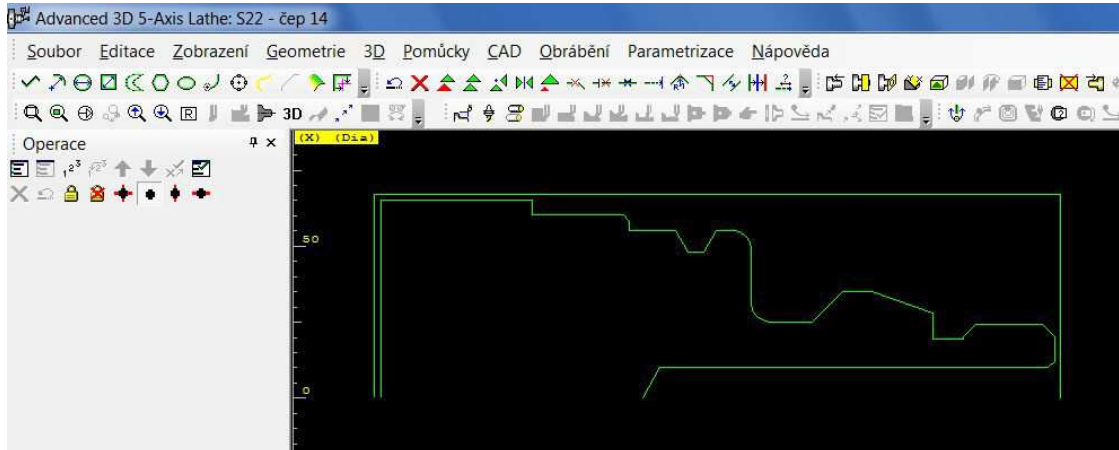 Advanced 3D 5-Axis Lathe: S22 - čep 14
Soubor Editace Zobrazení Geometrie 3D Pomůcky CAD Obrábění Parametrizace Nápověda
3D
Operace
(X) (Dia)
50
0